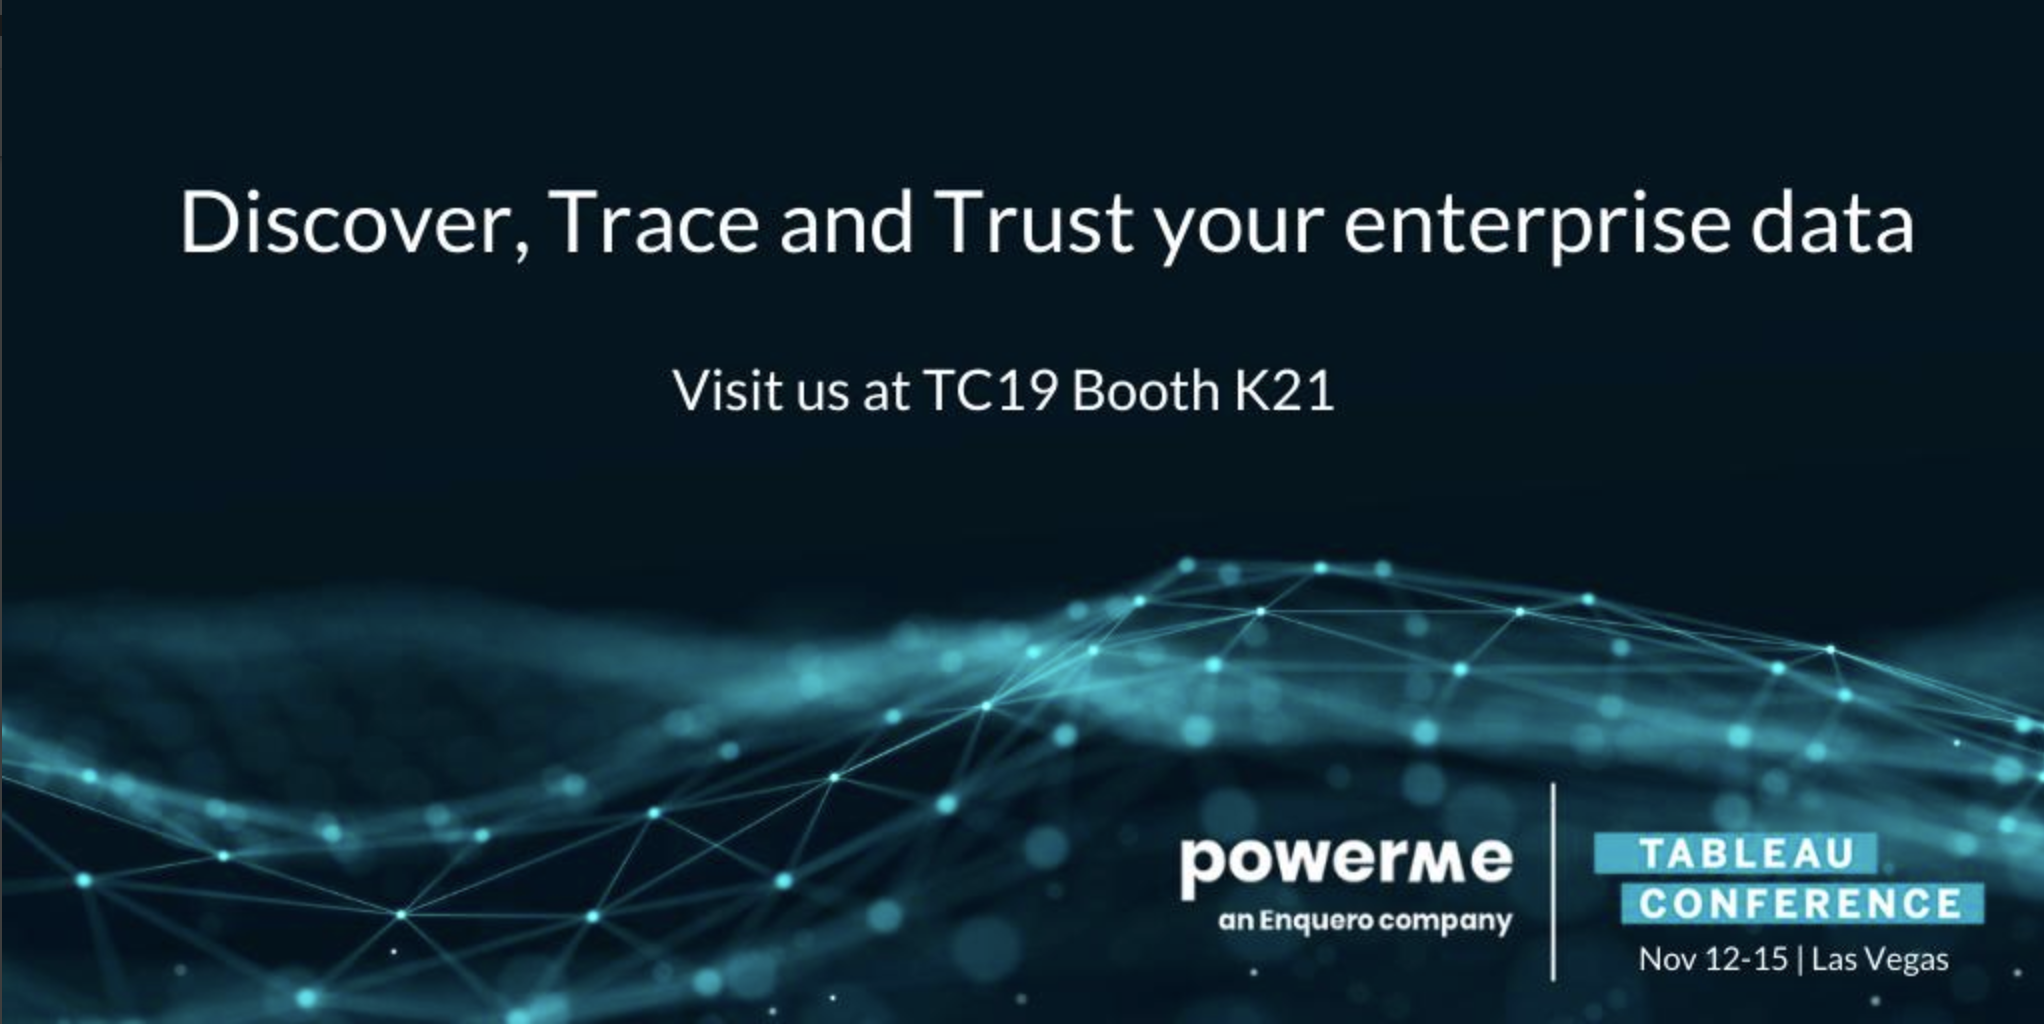 Discover, Trace and Trust your enterprise data
Visit us at TC19 Booth K21
powerMe
an Enquero company
TABLEAU
CONFERENCE
Nov 12-15 | Las Vegas